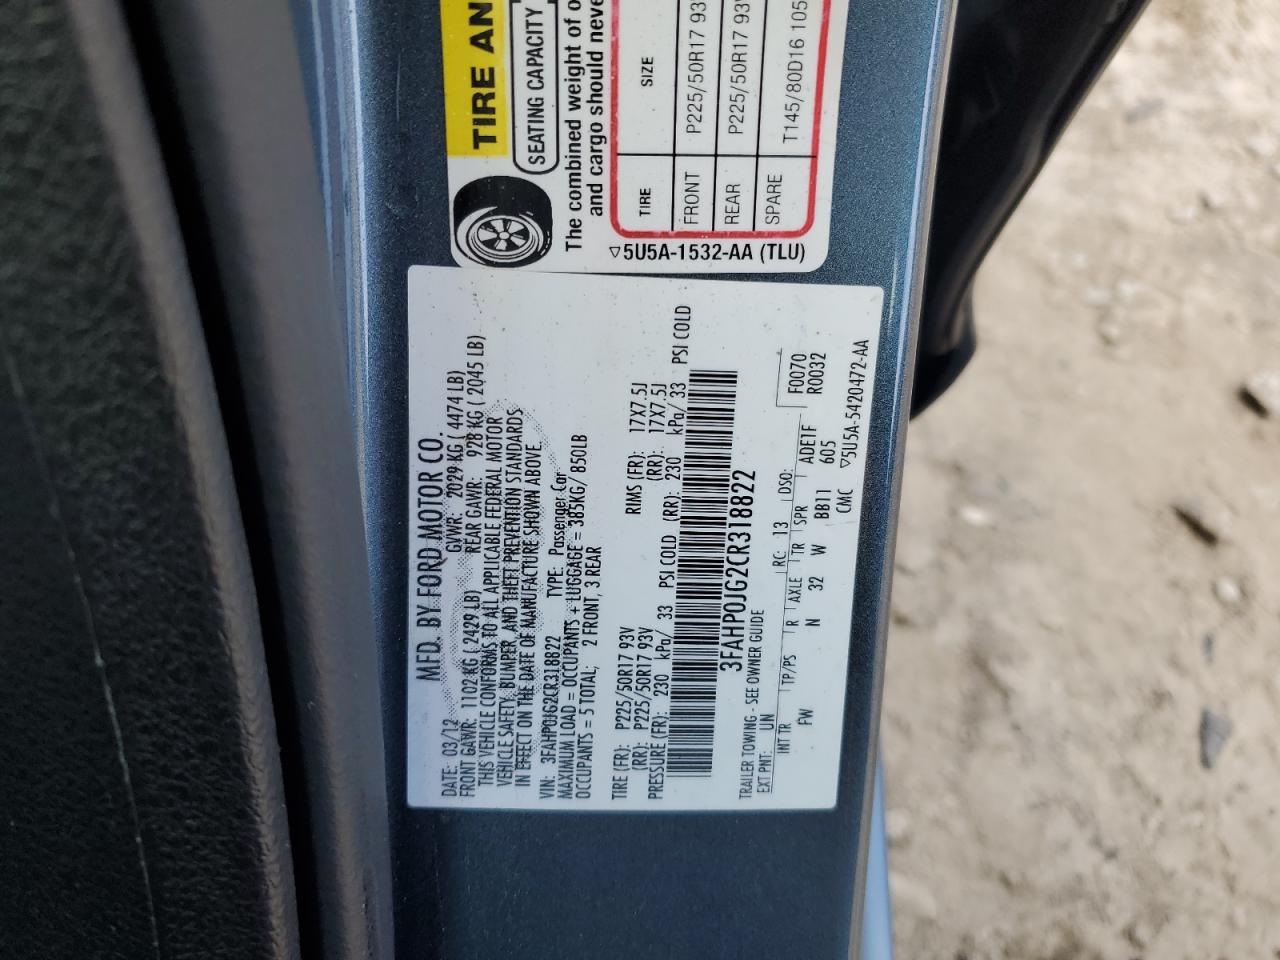 TIRE AN
SEATING CAPACITY
The combined weight of o
and cargo should neve
TIRE SIZE
FRONT P225/50R17 93
REAR P225/50R17 93
SPARE T145/80D16 105
▽5U5A-1532-AA (TLU)
MFD. BY FORD MOTOR CO.
DATE: 03/12 GVWR: 2029 KG ( 4474 LB)
FRONT GAWR: 1102 KG ( 2429 LB) REAR GAWR: 928 KG ( 2045 LB)
THIS VEHICLE CONFORMS TO ALL APPLICABLE FEDERAL MOTOR
VEHICLE SAFETY, BUMPER, AND THEFT PREVENTION STANDARDS
IN EFFECT ON THE DATE OF MANUFACTURE SHOWN ABOVE.
VIN: 3FAHP0JG2CR318822 TYPE: Passenger Car
MAXIMUM LOAD = OCCUPANTS + LUGGAGE = 385KG/ 850LB
OCCUPANTS = 5 TOTAL; 2 FRONT, 3 REAR
TIRE (FR): P225/50R17 93V RIMS (FR): 17X7.5J
(RR): P225/50R17 93V (RR): 17X7.5J
PRESSURE (FR): 230 kPa/ 33 PSI COLD (RR): 230 kPa/ 33 PSI COLD
3FAHP0JG2CR318822
TRAILER TOWING - SEE OWNER GUIDE
EXT PNT: UN RC: 13 DSO: F0070
R0032
INT TR TP/PS R AXLE TR SPR ADE1F
FW N 32 W BB11 605
CMC ▽5U5A-5420472-AA